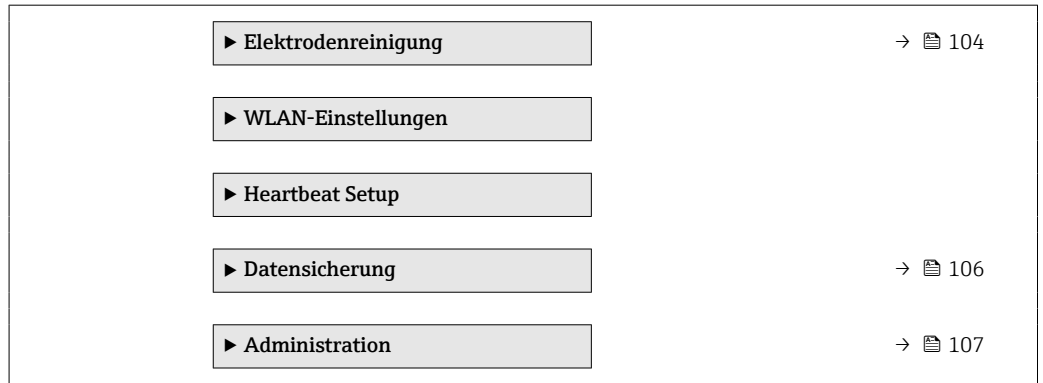 ▶ Elektrodenreinigung → 104
▶ WLAN-Einstellungen
▶ Heartbeat Setup
▶ Datensicherung → 106
▶ Administration → 107